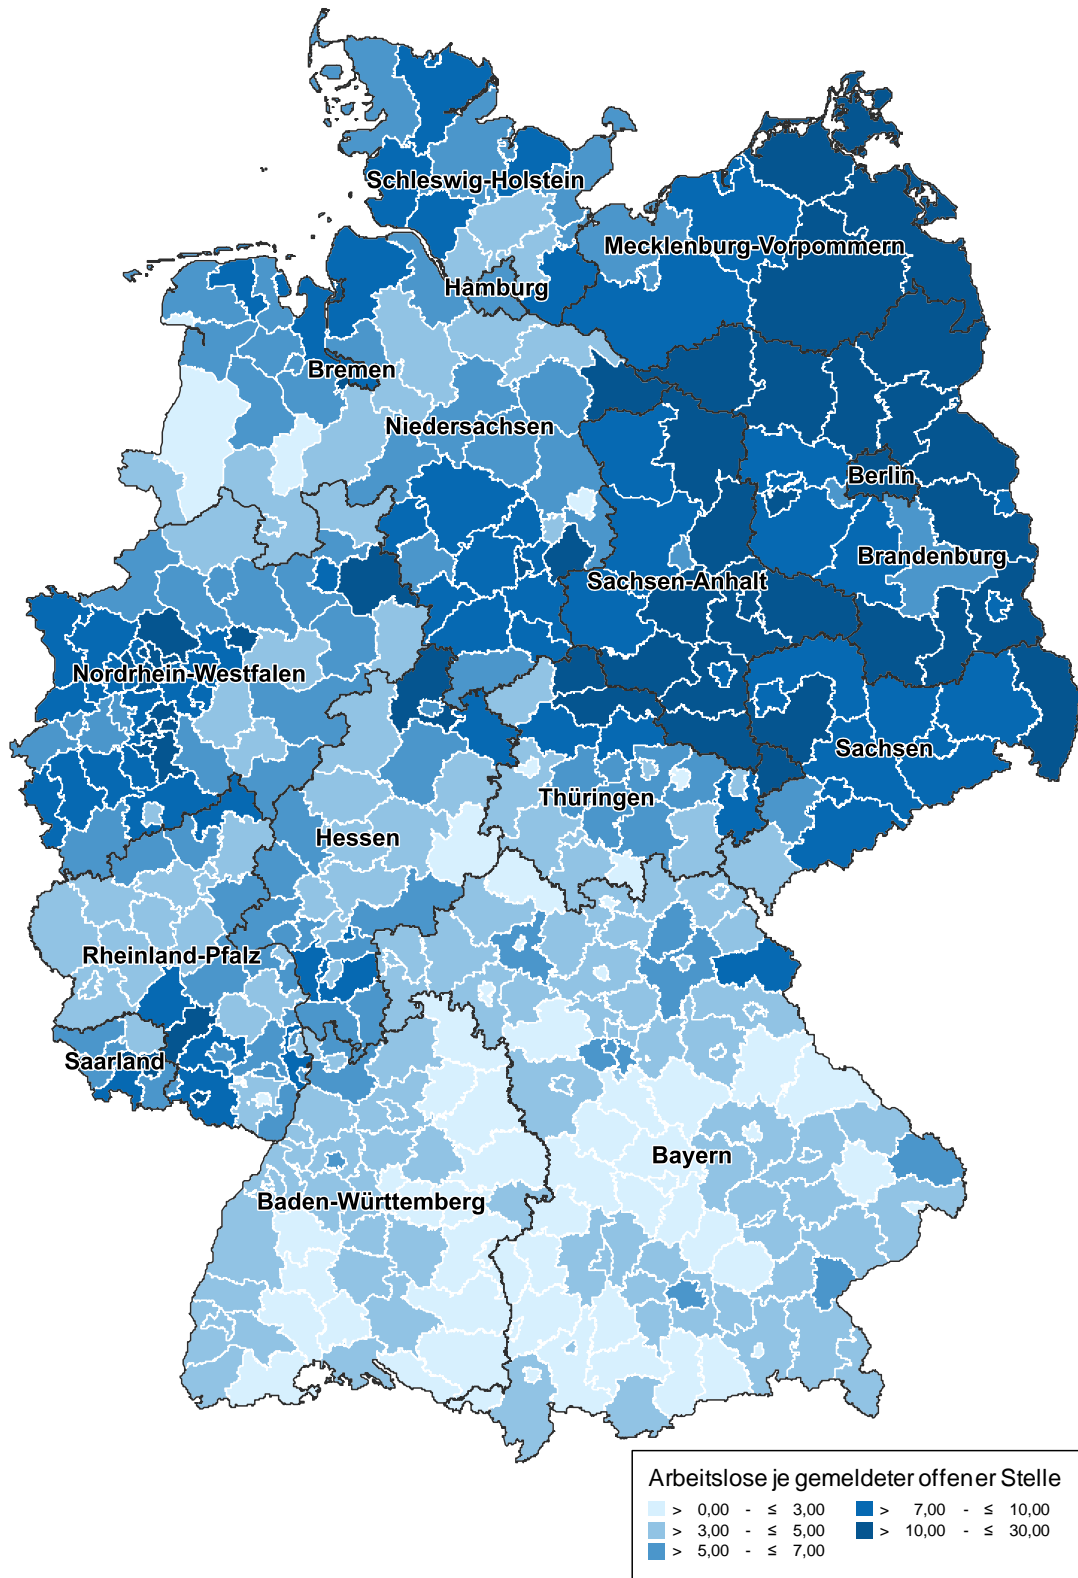 Schleswig-Holstein
Mecklenburg-Vorpommern
Hamburg
Bremen
Niedersachsen
Berlin
Brandenburg
Sachsen-Anhalt
Nordrhein-Westfalen
Sachsen
Thüringen
Hessen
Rheinland-Pfalz
Saarland
Bayern
Baden-Württemberg
Arbeitslose je gemeldeter offener Stelle
> 0,00 - ≤ 3,00
> 3,00 - ≤ 5,00
> 5,00 - ≤ 7,00
> 7,00 - ≤ 10,00
> 10,00 - ≤ 30,00